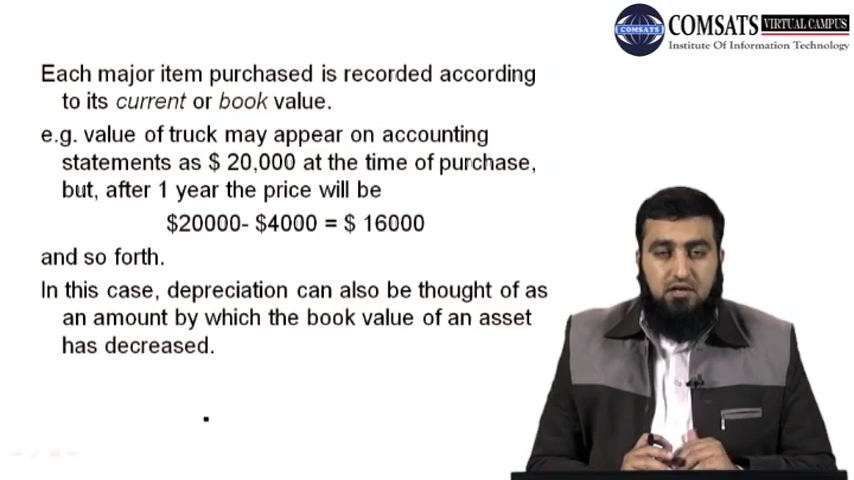 COMSATS VIRTUAL CAMPUS
COMSATS
Institute Of Information Technology
Each major item purchased is recorded according
to its current or book value.
e.g. value of truck may appear on accounting
statements as $ 20,000 at the time of purchase,
but, after 1 year the price will be
$20000- $4000 = $ 16000
and so forth.
In this case, depreciation can also be thought of as
an amount by which the book value of an asset
has decreased.